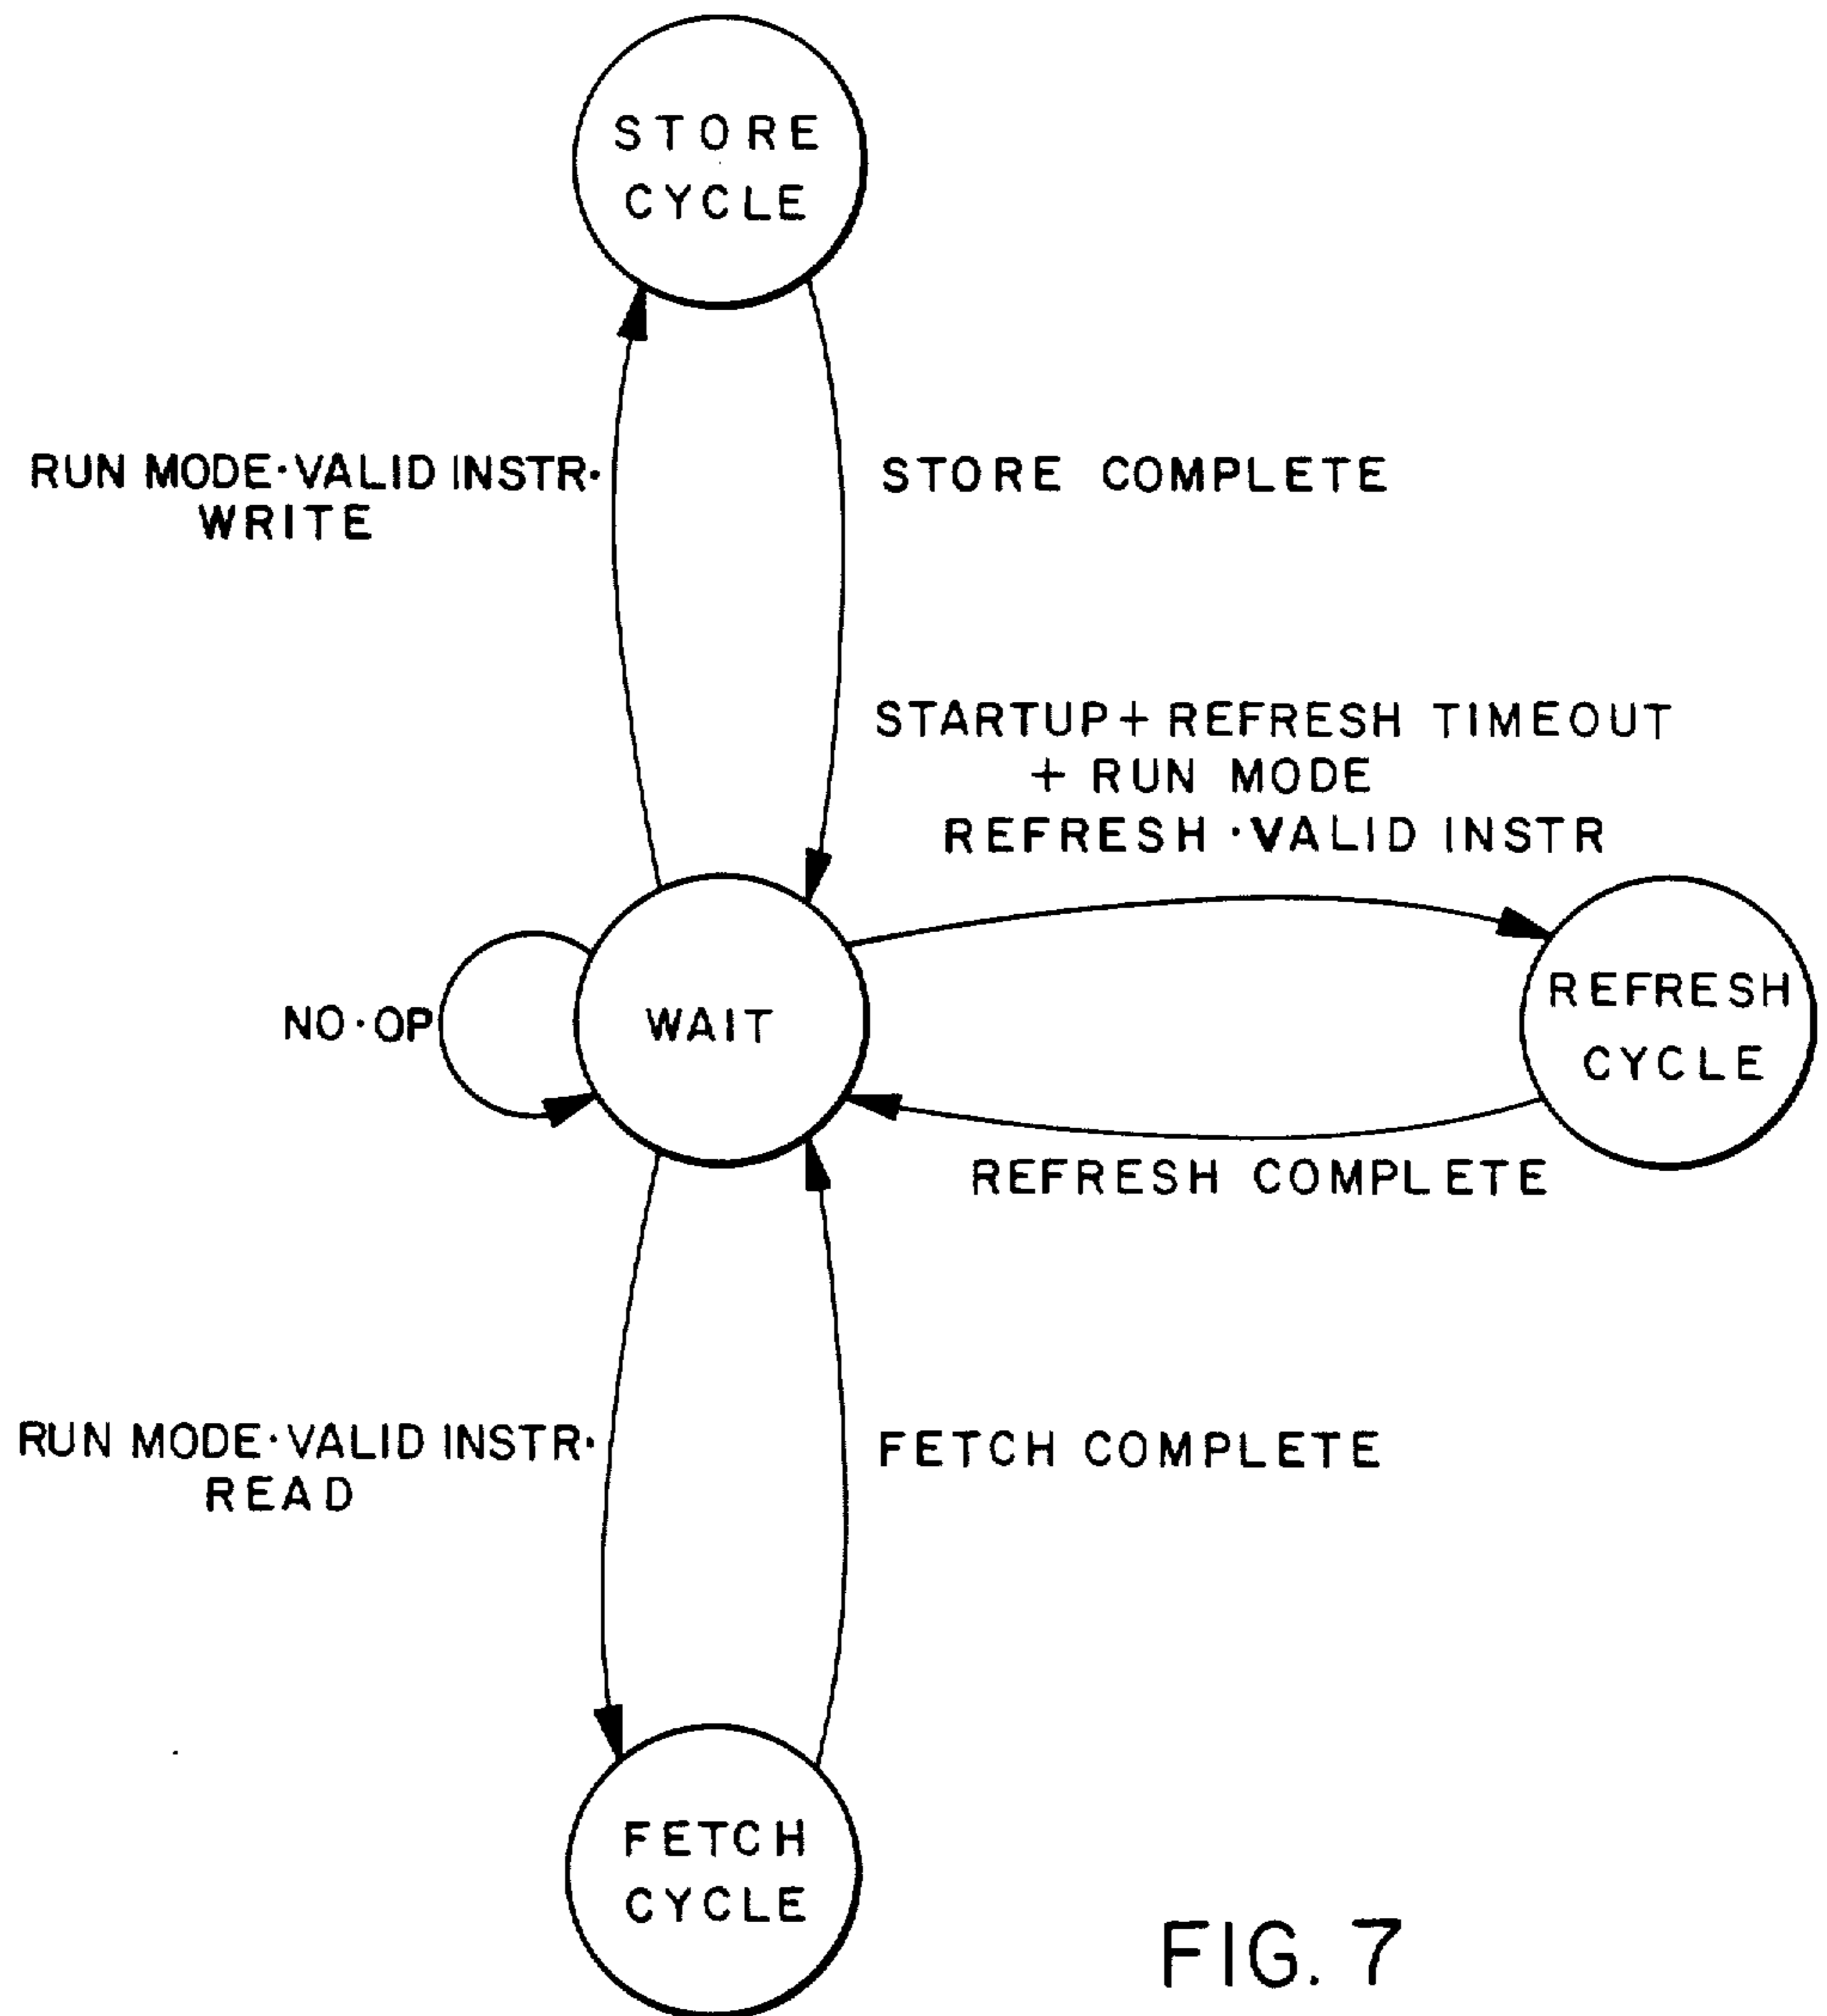 STORE
CYCLE
RUN MODE·VALID INSTR·
WRITE
STORE COMPLETE
STARTUP + REFRESH TIMEOUT
+ RUN MODE
REFRESH ·VALID INSTR
NO·OP
WAIT
REFRESH
CYCLE
REFRESH COMPLETE
RUN MODE·VALID INSTR·
READ
FETCH COMPLETE
FETCH
CYCLE
FIG. 7